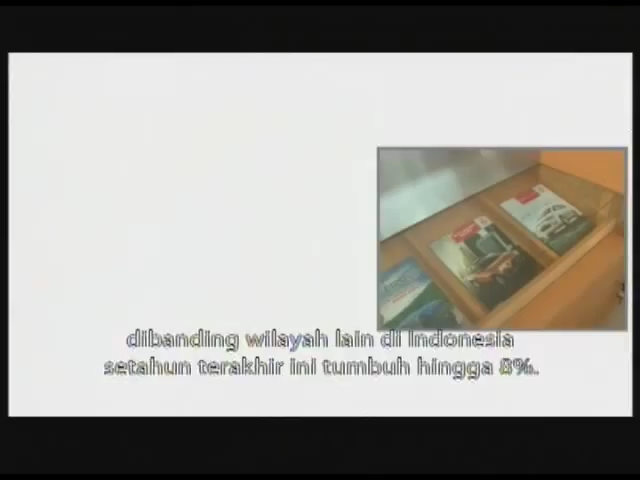 dibanding wilayah lain di Indonesia
setahun terakhir ini tumbuh hingga 8%.